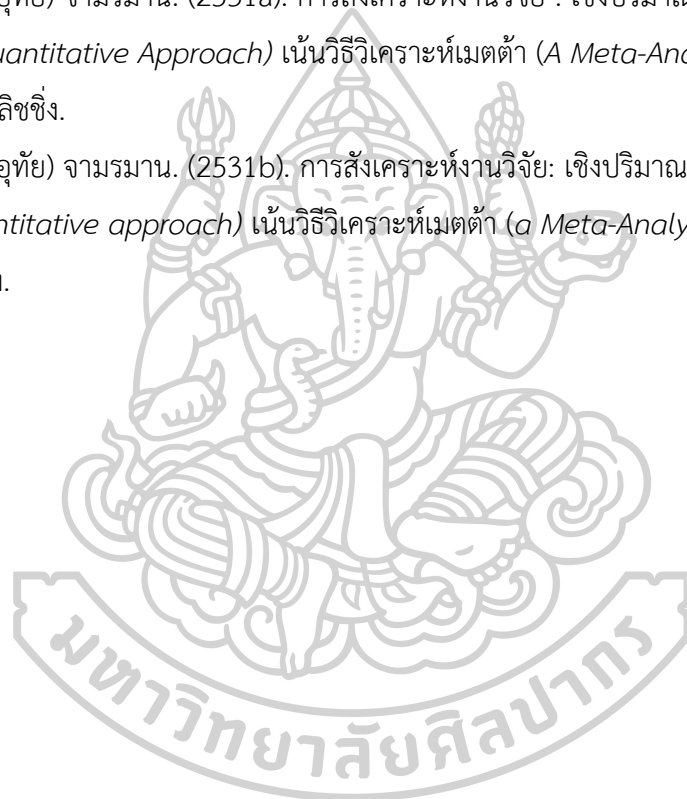 อุทัย) จามรมาน. (2531a). การสังเคราะห์งานวิจัย : เชิงปริมาณ
uantitative Approach) เน้นวิธีวิเคราะห์เมตต้า (A Meta-Ana
ลิชชิ่ง.
อุทัย) จามรมาน. (2531b). การสังเคราะห์งานวิจัย: เชิงปริมาณ
ntitative approach) เน้นวิธีวิเคราะห์เมตต้า (a Meta-Analy
มหาวิทยาลัยศิลปากร